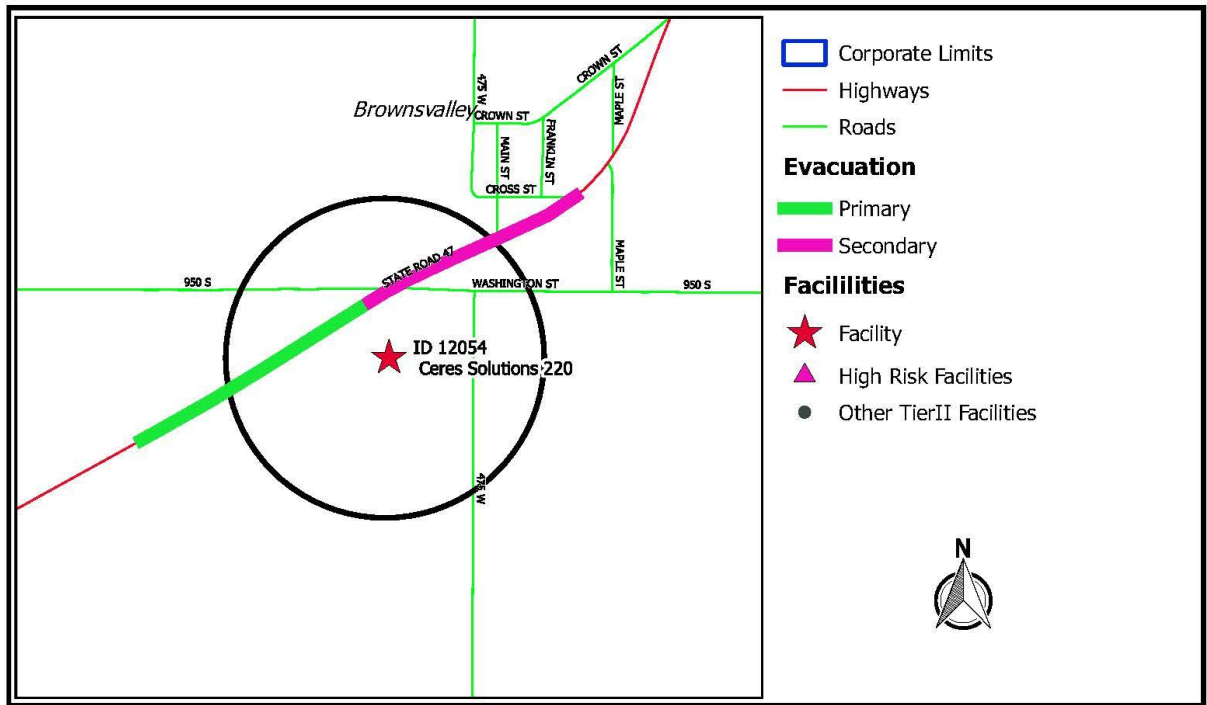 CROWN ST
475 W
MAPLE ST
Brownsvalley
CROWN ST
MAIN ST
FRANKLIN ST
CROSS ST
STATE ROAD 47
MAPLE ST
950 S
WASHINGTON ST
950 S
ID 12054
Ceres Solutions 220
475 W
Corporate Limits
Highways
Roads
Evacuation
Primary
Secondary
Facililities
Facility
High Risk Facilities
Other TierII Facilities
N